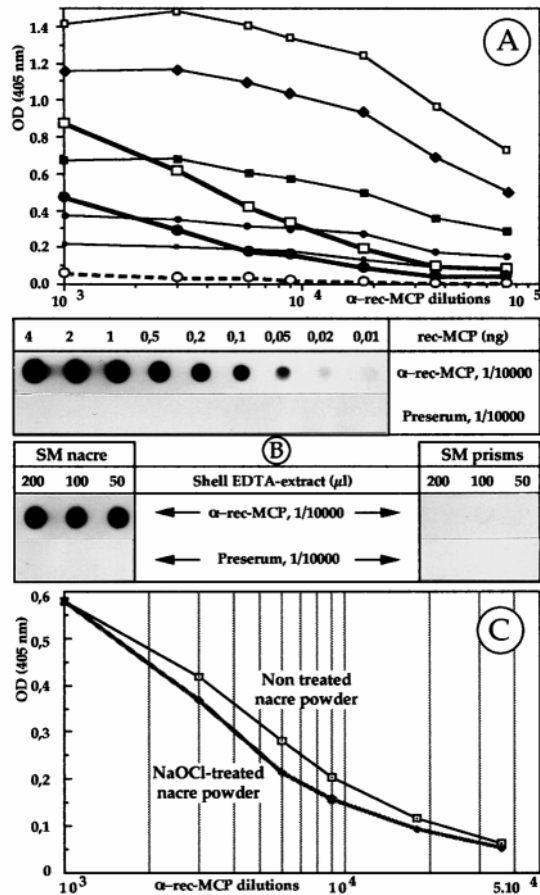 A
OD (405 nm)
1.4
1.2
1.0
0.8
0.6
0.4
0.2
0.0
10 3
10 4
10 5
α-rec-MCP dilutions
4 2 1 0,5 0,2 0,1 0,05 0,02 0,01 rec-MCP (ng)
α-rec-MCP, 1/10000
Preserum, 1/10000
B
SM nacre
SM prisms
200 100 50 Shell EDTA-extract (μl) 200 100 50
α-rec-MCP, 1/10000
Preserum, 1/10000
C
OD (405 nm)
0,6
0,5
0,4
0,3
0,2
0,1
0
Non treated
nacre powder
NaOCl-treated
nacre powder
10 3
α-rec-MCP dilutions
10 4
5.10 4